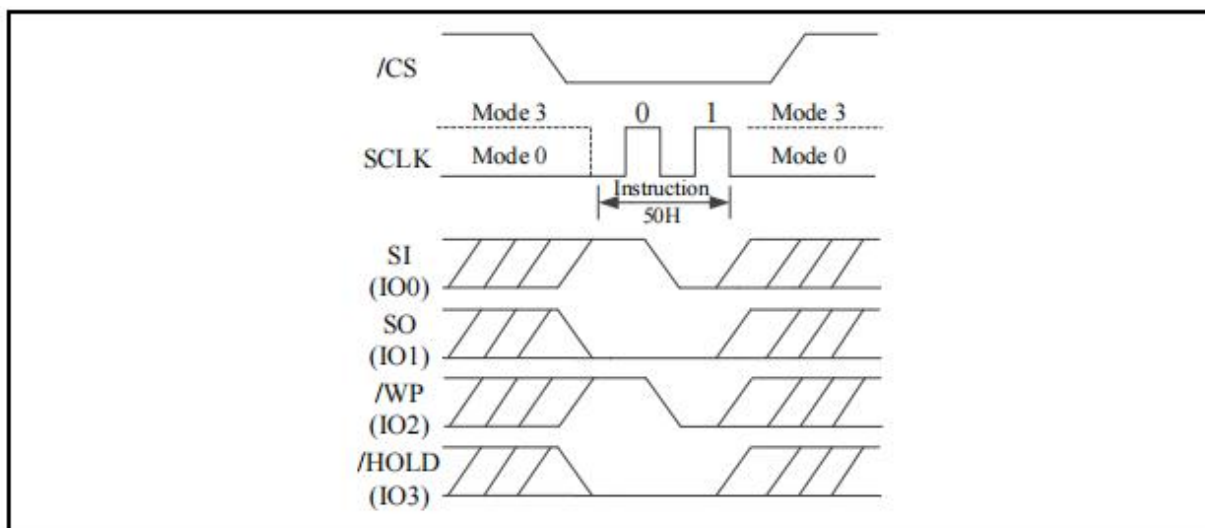 /CS
Mode 3 0 1 Mode 3
SCLK Mode 0 Mode 0
Instruction
50H
SI
(IO0)
SO
(IO1)
/WP
(IO2)
/HOLD
(IO3)